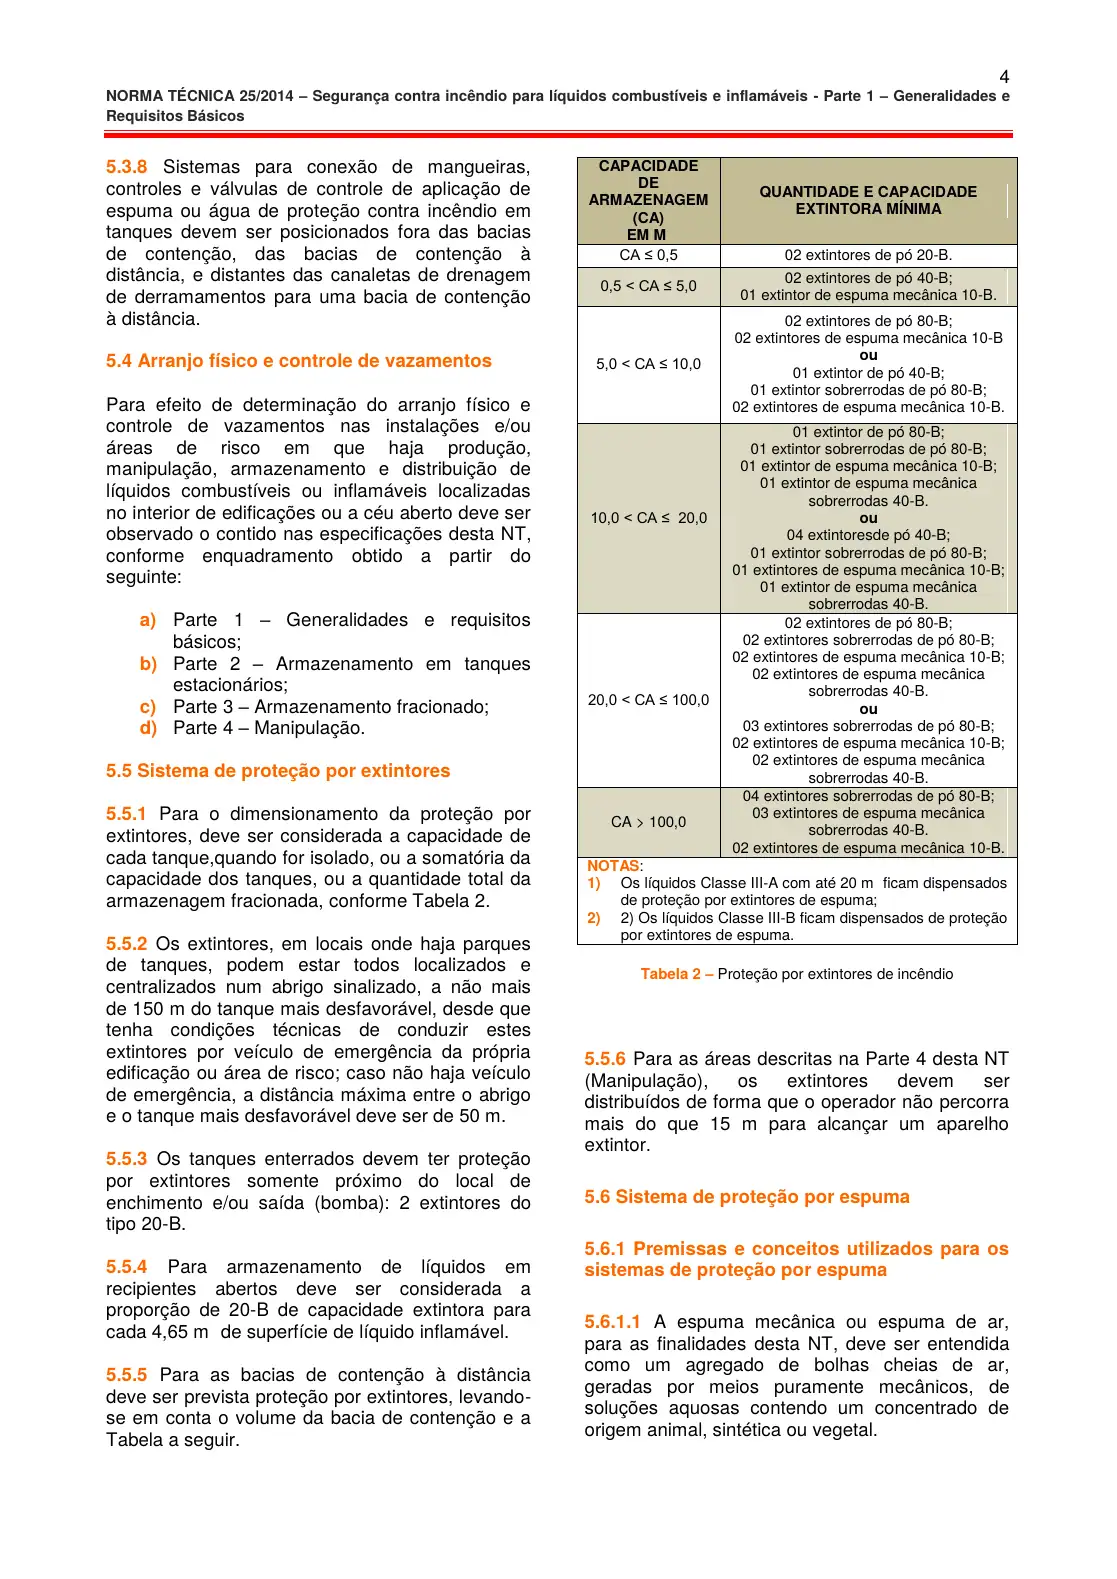 4
NORMA TÉCNICA 25/2014 – Segurança contra incêndio para líquidos combustíveis e inflamáveis - Parte 1 – Generalidades e
Requisitos Básicos
5.3.8 Sistemas para conexão de mangueiras,
controles e válvulas de controle de aplicação de
espuma ou água de proteção contra incêndio em
tanques devem ser posicionados fora das bacias
de contenção, das bacias de contenção à
distância, e distantes das canaletas de drenagem
de derramamentos para uma bacia de contenção
à distância.
5.4 Arranjo físico e controle de vazamentos
Para efeito de determinação do arranjo físico e
controle de vazamentos nas instalações e/ou
áreas de risco em que haja produção,
manipulação, armazenamento e distribuição de
líquidos combustíveis ou inflamáveis localizadas
no interior de edificações ou a céu aberto deve ser
observado o contido nas especificações desta NT,
conforme enquadramento obtido a partir do
seguinte:
a) Parte 1 – Generalidades e requisitos
básicos;
b) Parte 2 – Armazenamento em tanques
estacionários;
c) Parte 3 – Armazenamento fracionado;
d) Parte 4 – Manipulação.
5.5 Sistema de proteção por extintores
5.5.1 Para o dimensionamento da proteção por
extintores, deve ser considerada a capacidade de
cada tanque,quando for isolado, ou a somatória da
capacidade dos tanques, ou a quantidade total da
armazenagem fracionada, conforme Tabela 2.
5.5.2 Os extintores, em locais onde haja parques
de tanques, podem estar todos localizados e
centralizados num abrigo sinalizado, a não mais
de 150 m do tanque mais desfavorável, desde que
tenha condições técnicas de conduzir estes
extintores por veículo de emergência da própria
edificação ou área de risco; caso não haja veículo
de emergência, a distância máxima entre o abrigo
e o tanque mais desfavorável deve ser de 50 m.
5.5.3 Os tanques enterrados devem ter proteção
por extintores somente próximo do local de
enchimento e/ou saída (bomba): 2 extintores do
tipo 20-B.
5.5.4 Para armazenamento de líquidos em
recipientes abertos deve ser considerada a
proporção de 20-B de capacidade extintora para
cada 4,65 m de superfície de líquido inflamável.
5.5.5 Para as bacias de contenção à distância
deve ser prevista proteção por extintores, levando-
se em conta o volume da bacia de contenção e a
Tabela a seguir.
CAPACIDADE
DE
ARMAZENAGEM
(CA)
EM M
QUANTIDADE E CAPACIDADE
EXTINTORA MÍNIMA
CA ≤ 0,5
02 extintores de pó 20-B.
0,5 < CA ≤ 5,0
02 extintores de pó 40-B;
01 extintor de espuma mecânica 10-B.
5,0 < CA ≤ 10,0
02 extintores de pó 80-B;
02 extintores de espuma mecânica 10-B
ou
01 extintor de pó 40-B;
01 extintor sobrerrodas de pó 80-B;
02 extintores de espuma mecânica 10-B.
10,0 < CA ≤ 20,0
01 extintor de pó 80-B;
01 extintor sobrerrodas de pó 80-B;
01 extintor de espuma mecânica 10-B;
01 extintor de espuma mecânica
sobrerrodas 40-B.
ou
04 extintoresde pó 40-B;
01 extintor sobrerrodas de pó 80-B;
01 extintores de espuma mecânica 10-B;
01 extintor de espuma mecânica
sobrerrodas 40-B.
20,0 < CA ≤ 100,0
02 extintores de pó 80-B;
02 extintores sobrerrodas de pó 80-B;
02 extintores de espuma mecânica 10-B;
02 extintores de espuma mecânica
sobrerrodas 40-B.
ou
03 extintores sobrerrodas de pó 80-B;
02 extintores de espuma mecânica 10-B;
02 extintores de espuma mecânica
sobrerrodas 40-B.
CA > 100,0
04 extintores sobrerrodas de pó 80-B;
03 extintores de espuma mecânica
sobrerrodas 40-B.
02 extintores de espuma mecânica 10-B.
NOTAS:
1) Os líquidos Classe III-A com até 20 m ficam dispensados
de proteção por extintores de espuma;
2) 2) Os líquidos Classe III-B ficam dispensados de proteção
por extintores de espuma.
Tabela 2 – Proteção por extintores de incêndio
5.5.6 Para as áreas descritas na Parte 4 desta NT
(Manipulação), os extintores devem ser
distribuídos de forma que o operador não percorra
mais do que 15 m para alcançar um aparelho
extintor.
5.6 Sistema de proteção por espuma
5.6.1 Premissas e conceitos utilizados para os
sistemas de proteção por espuma
5.6.1.1 A espuma mecânica ou espuma de ar,
para as finalidades desta NT, deve ser entendida
como um agregado de bolhas cheias de ar,
geradas por meios puramente mecânicos, de
soluções aquosas contendo um concentrado de
origem animal, sintética ou vegetal.